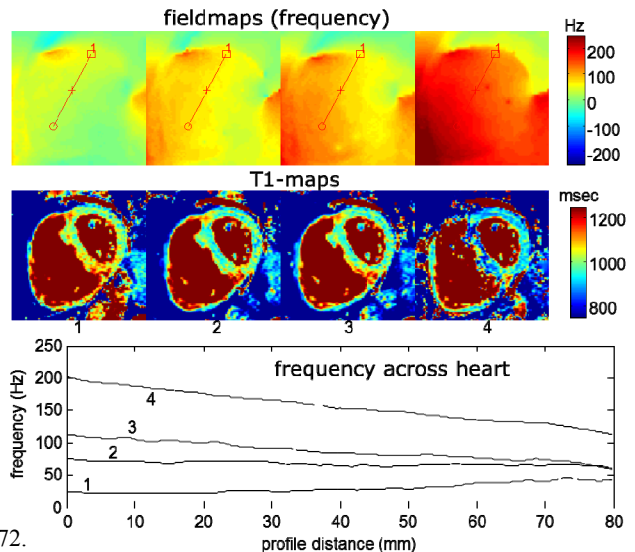 fieldmaps (frequency)
Hz
1 1 1 1
200
100
0
-100
-200
T1-maps
msec
1200
1000
800
1 2 3 4
250
200
150
100
50
0
frequency (Hz)
frequency across heart
4
3
2
1
0 10 20 30 40 50 60 70 80
profile distance (mm)
72.